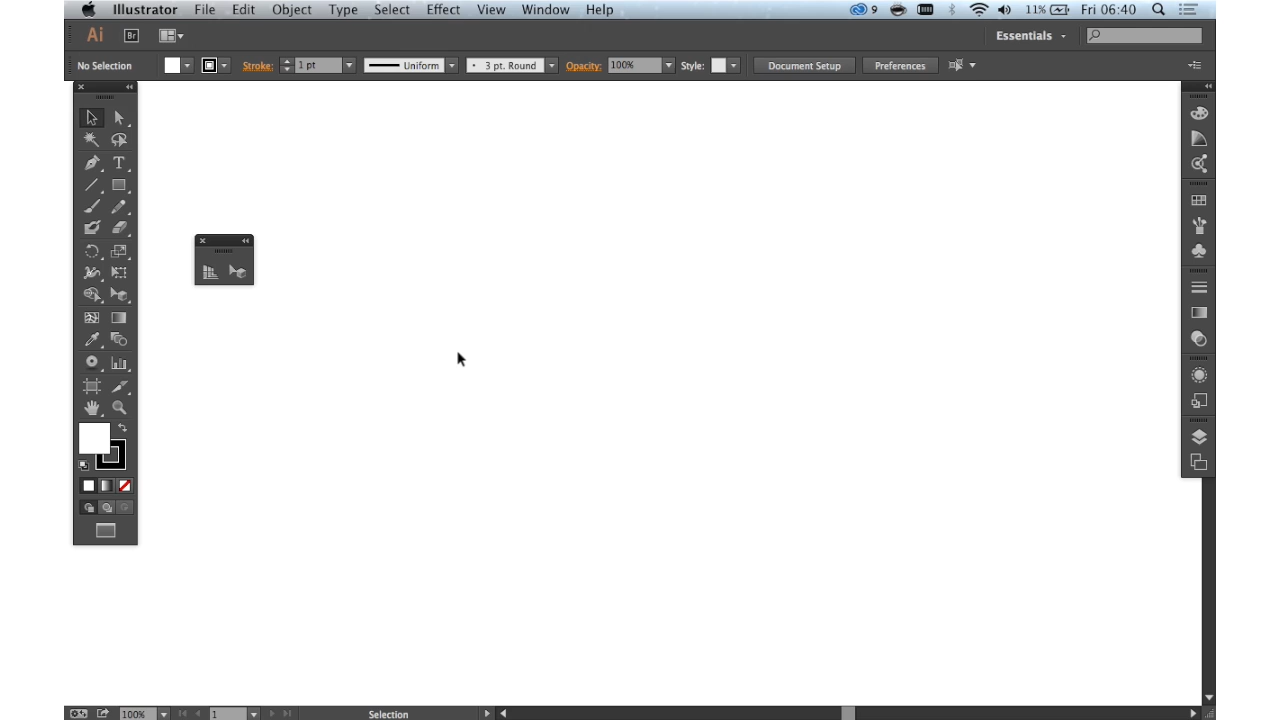 Illustrator File Edit Object Type Select Effect View Window Help 9 11% Fri 06:40
Ai Br Essentials
No Selection Stroke: 1 pt Uniform 3 pt. Round Opacity: 100% Style: Document Setup Preferences
T
100% 1 Selection